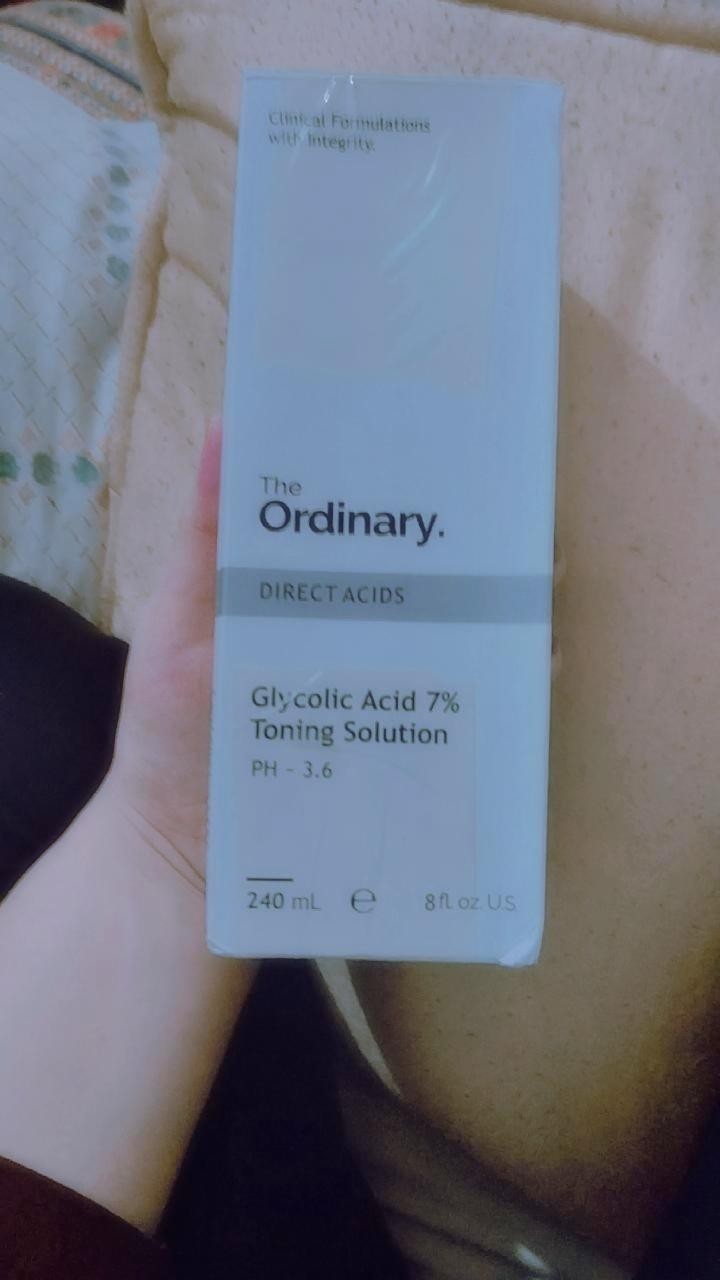 Clinical Formulations
with Integrity.
The
Ordinary.
DIRECT ACIDS
Glycolic Acid 7%
Toning Solution
PH - 3.6
240 mL ℮ 8 fl. oz. U.S.